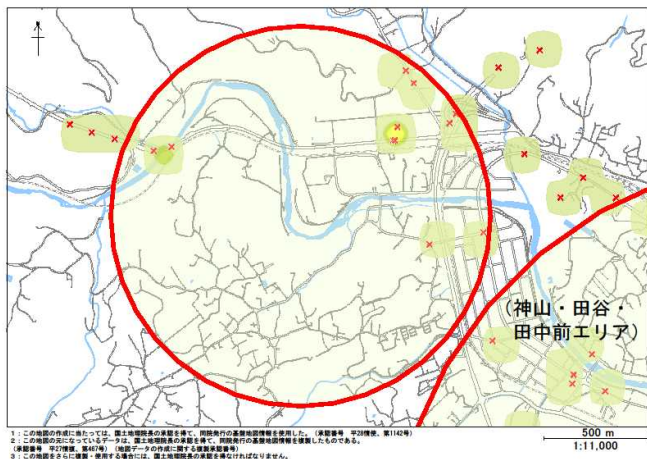 (神山・田谷・
田中前エリア)
500 m
1:11,000
1：この地図の作成に当たっては、国土地理院長の承認を得て、同院発行の基盤地図情報を使用した。（承認番号　平28情使、第1142号）
2：この地図の元になっているデータは、国土地理院長の承認を得て、同院発行の基盤地図情報を複製したものである。
（承認番号　平27情複、第467号）（地図データの作成に関する複製承認番号）
3：この地図をさらに複製・使用する場合には、国土地理院長の承認を得なければなりません。